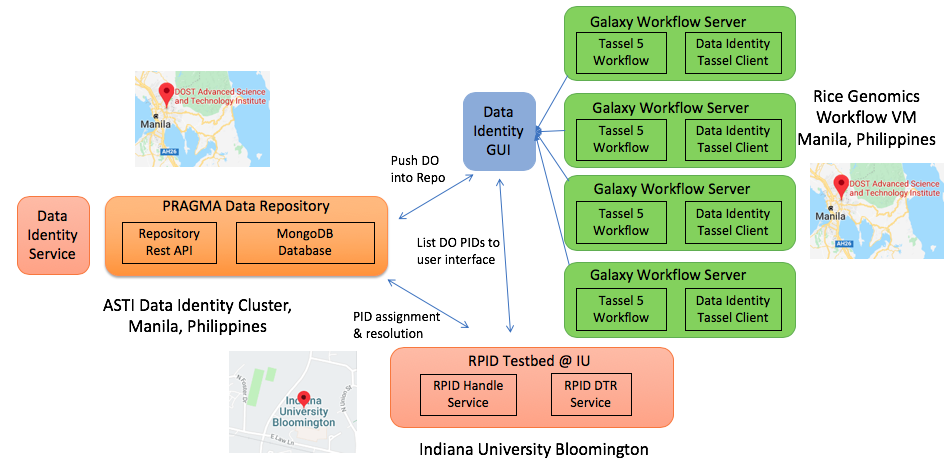 Galaxy Workflow Server
Tassel 5
Workflow
Data Identity
Tassel Client
Galaxy Workflow Server
Tassel 5
Workflow
Data Identity
Tassel Client
Galaxy Workflow Server
Tassel 5
Workflow
Data Identity
Tassel Client
Galaxy Workflow Server
Tassel 5
Workflow
Data Identity
Tassel Client
Rice Genomics
Workflow VM
Manila, Philippines
DOST Advanced Science
and Technology Institute
Manila
AH26
DOST Advanced Science
and Technology Institute
Manila
AH26
Data
Identity
GUI
Push DO
into Repo
List DO PIDs to
user interface
Data
Identity
Service
PRAGMA Data Repository
Repository
Rest API
MongoDB
Database
ASTI Data Identity Cluster,
Manila, Philippines
PID assignment
& resolution
RPID Testbed @ IU
RPID Handle
Service
RPID DTR
Service
Indiana University Bloomington
N Foster Dr
Indiana
University
Bloomington
E Law Ln